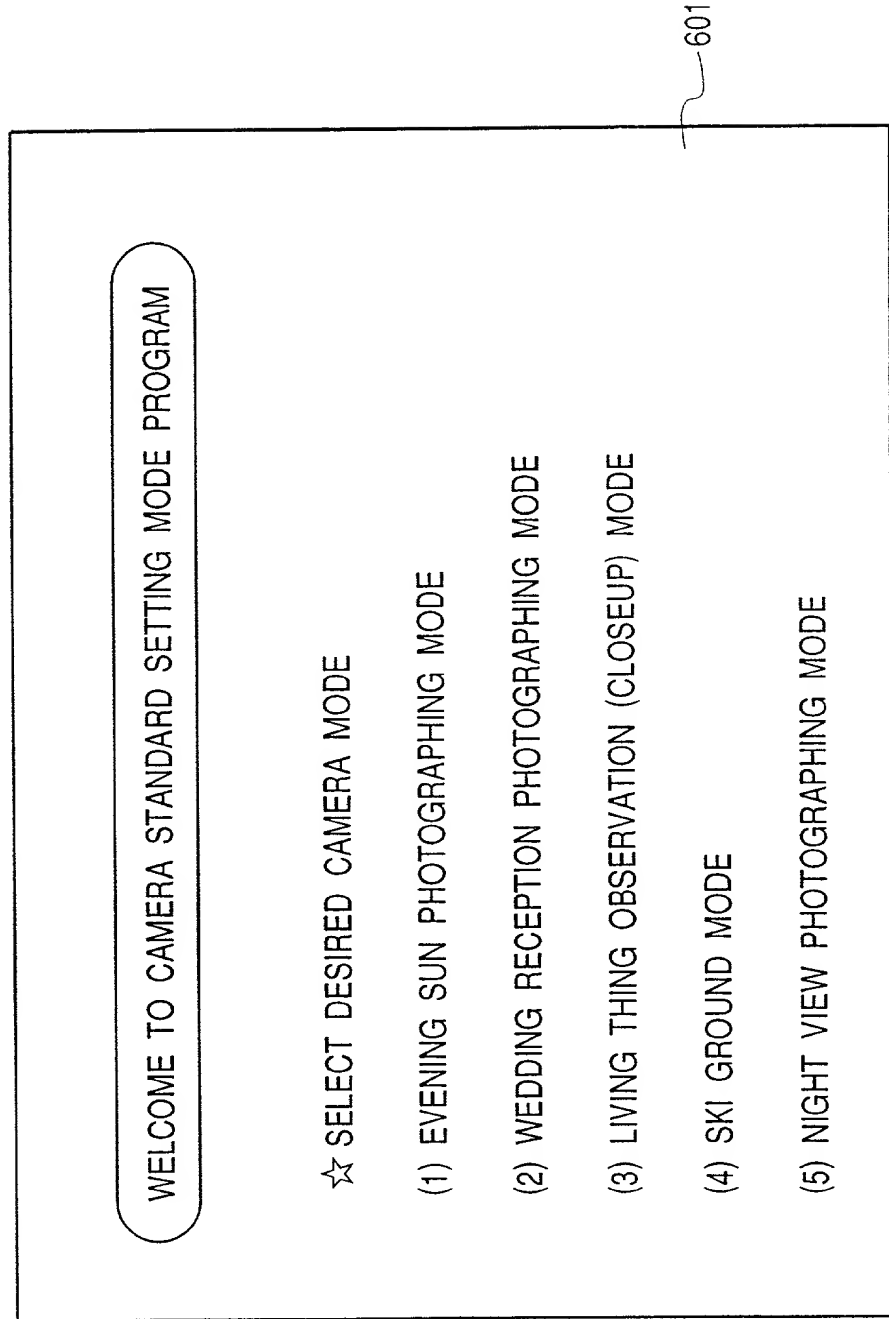 WELCOME TO CAMERA STANDARD SETTING MODE PROGRAM
☆ SELECT DESIRED CAMERA MODE
(1) EVENING SUN PHOTOGRAPHING MODE
(2) WEDDING RECEPTION PHOTOGRAPHING MODE
(3) LIVING THING OBSERVATION (CLOSEUP) MODE
(4) SKI GROUND MODE
(5) NIGHT VIEW PHOTOGRAPHING MODE
601